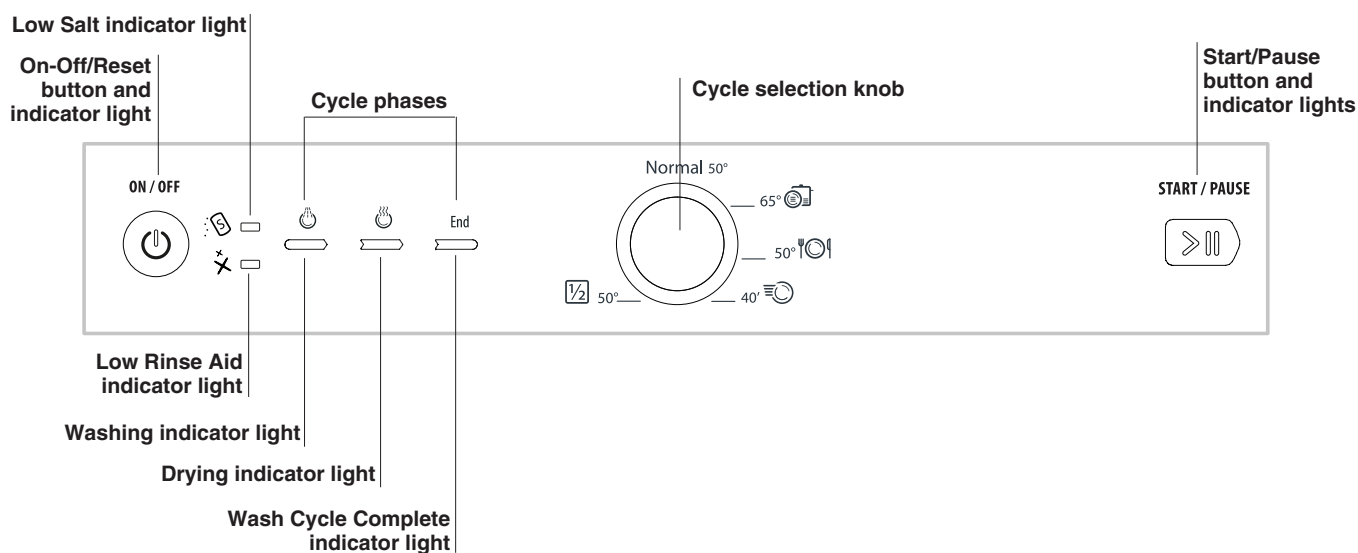 Low Salt indicator light
On-Off/Reset
button and
indicator light
Cycle phases
Cycle selection knob
Start/Pause
button and
indicator lights
ON / OFF
S
End
Normal 50°
65°
50°
40'
½ 50°
START / PAUSE
Low Rinse Aid
indicator light
Washing indicator light
Drying indicator light
Wash Cycle Complete
indicator light